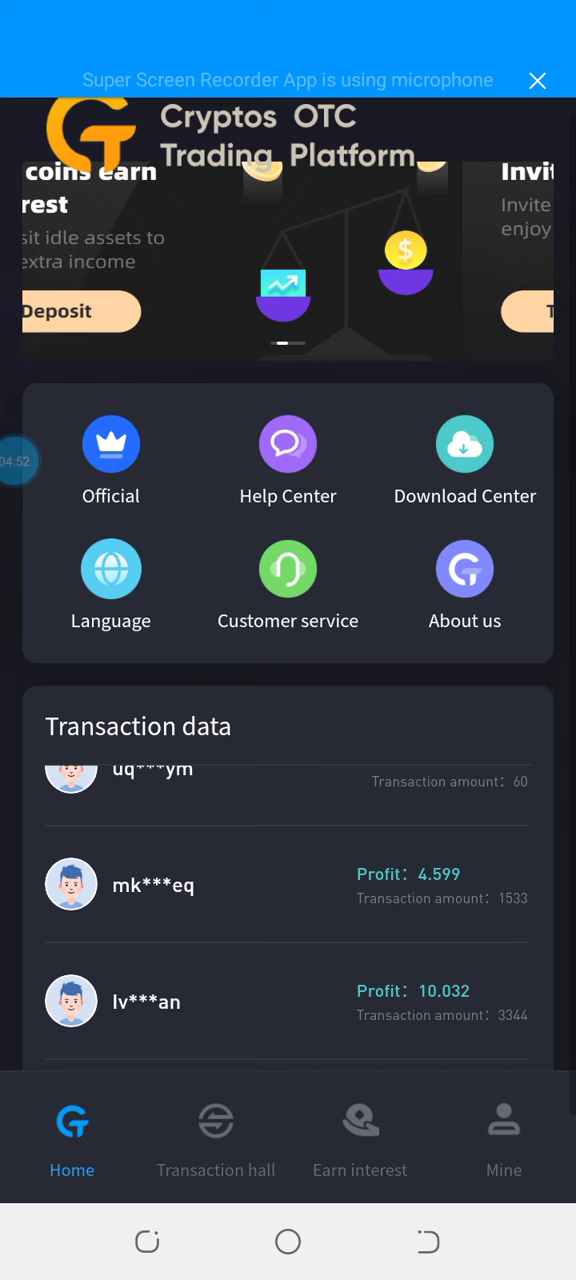 Super Screen Recorder App is using microphone
Cryptos OTC
Trading Platform
coins earn
rest
sit idle assets to
extra income
Deposit
Invit
Invite
enjoy
T
04:52
Official
Help Center
Download Center
Language
Customer service
About us
Transaction data
uq***ym
Transaction amount: 60
mk***eq
Profit: 4.599
Transaction amount: 1533
lv***an
Profit: 10.032
Transaction amount: 3344
Home
Transaction hall
Earn interest
Mine